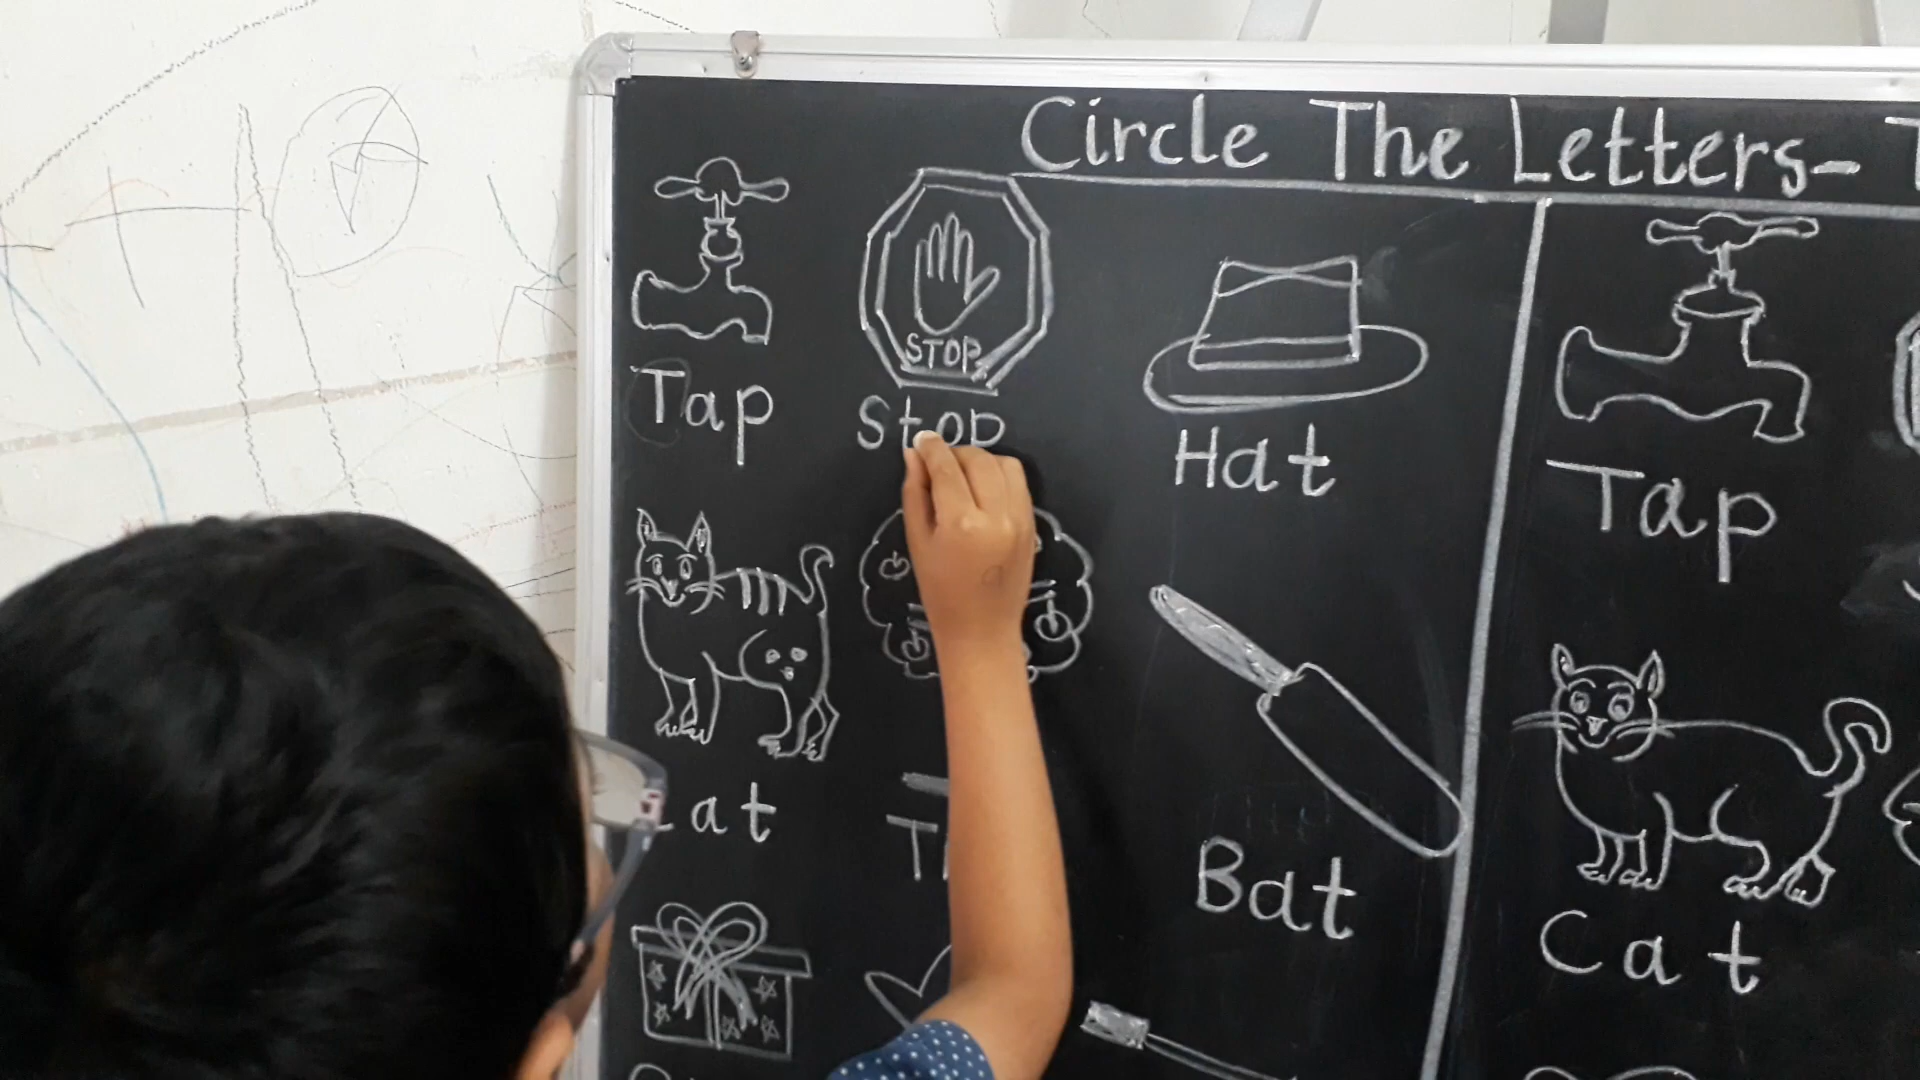 Circle The Letters-
STOP
Tap Stop Hat Tap
at Bat Cat